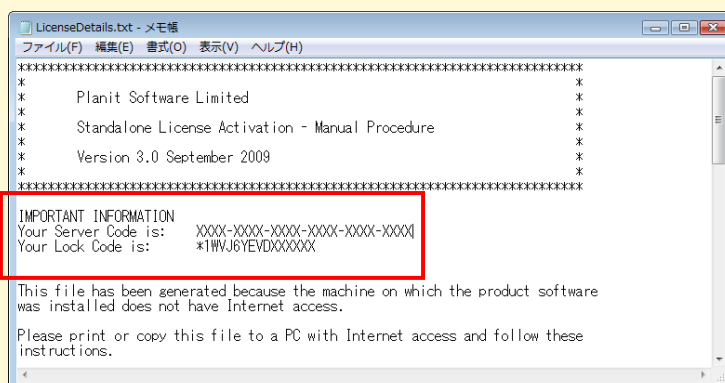 LicenseDetails.txt - メモ帳
ファイル(F) 編集(E) 書式(O) 表示(V) ヘルプ(H)
******************************************************************************
* *
* Planit Software Limited *
* *
* Standalone License Activation - Manual Procedure *
* *
* Version 3.0 September 2009 *
* *
******************************************************************************
IMPORTANT INFORMATION
Your Server Code is: XXXX-XXXX-XXXX-XXXX-XXXX-XXXX
Your Lock Code is: *1WVJ6YEVDXXXXXX
This file has been generated because the machine on which the product software
was installed does not have Internet access.
Please print or copy this file to a PC with Internet access and follow these
instructions.